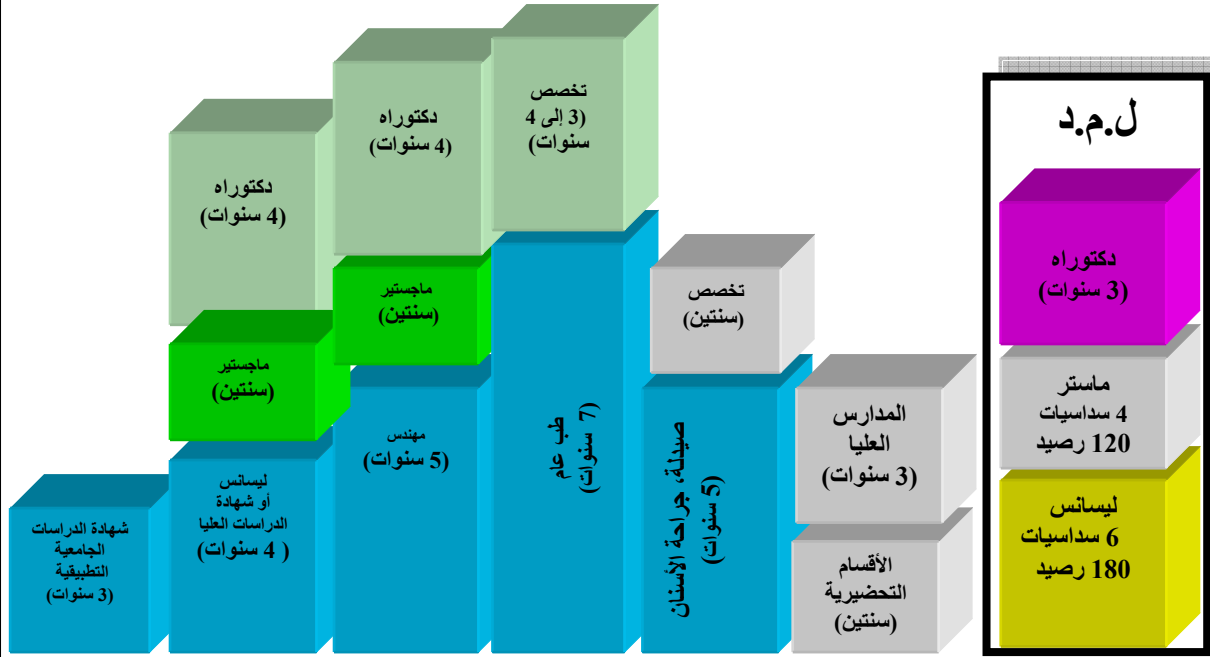 ل.م.د
دكتوراه
(3 سنوات)
ماستر
4 سداسيات
120 رصيد
ليسانس
6 سداسيات
180 رصيد
المدارس
العليا
(3 سنوات)
الأقسام
التحضيرية
(سنتين)
تخصص
(سنتين)
صيدلة، جراحة الأسنان
(5 سنوات)
تخصص
(3 إلى 4
سنوات)
طب عام
(7 سنوات)
دكتوراه
(4 سنوات)
ماجستير
(سنتين)
مهندس
(5 سنوات)
دكتوراه
(4 سنوات)
ماجستير
(سنتين)
ليسانس
أو شهادة
الدراسات العليا
( 4 سنوات)
شهادة الدراسات
الجامعية
التطبيقية
(3 سنوات)